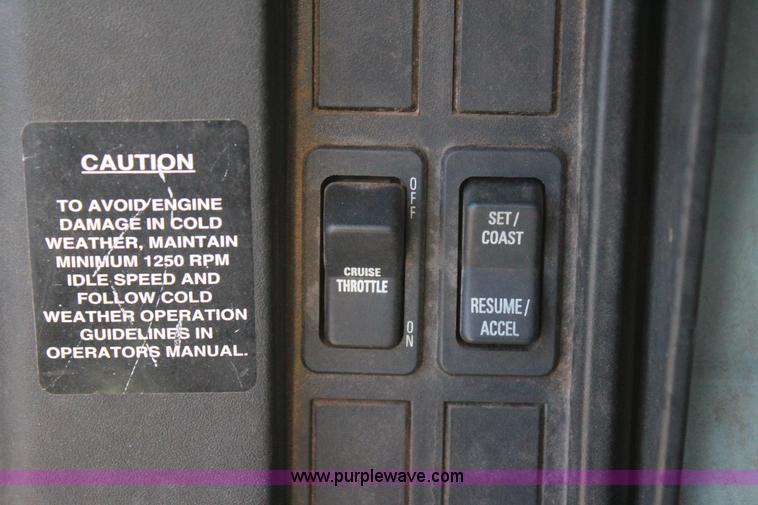 CAUTION
TO AVOID ENGINE
DAMAGE IN COLD
WEATHER, MAINTAIN
MINIMUM 1250 RPM
IDLE SPEED AND
FOLLOW COLD
WEATHER OPERATION
GUIDELINES IN
OPERATORS MANUAL.
OFF
CRUISE
THROTTLE
ON
SET/
COAST
RESUME/
ACCEL
www.purplewave.com